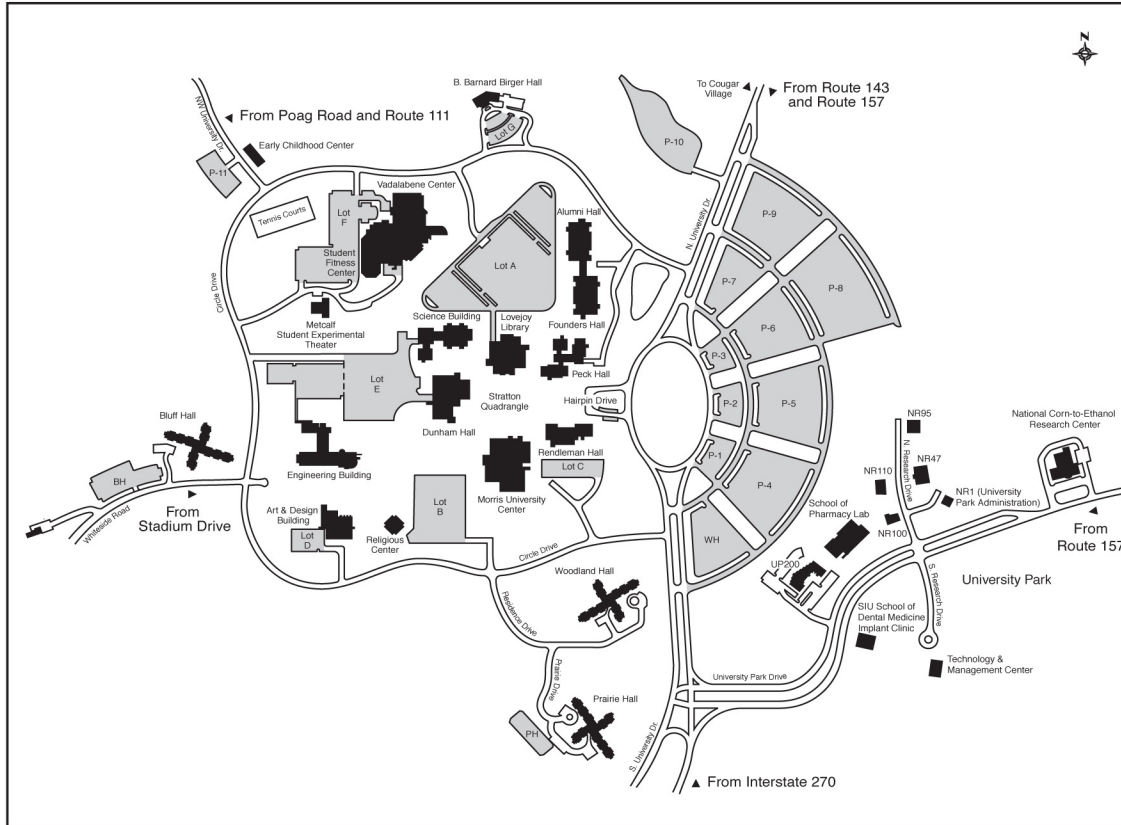 N
B. Barnard Birger Hall
To Cougar
Village
From Route 143
and Route 157
NW University Dr.
From Poag Road and Route 111
Lot G
P-10
Early Childhood Center
P-11
Vadalabene Center
Tennis Courts
Lot
F
Alumni Hall
N. University Dr.
P-9
Student
Fitness
Center
Lot A
P-7
P-8
Circle Drive
Metcalf
Student Experimental
Theater
Science Building
Lovejoy
Library
Founders Hall
P-6
P-3
Peck Hall
Lot
E
Stratton
Quadrangle
Hairpin Drive
P-2
P-5
Bluff Hall
Dunham Hall
NR95
National Corn-to-Ethanol
Research Center
Rendleman Hall
P-1
N. Research Drive
NR47
Engineering Building
Lot C
NR110
BH
P-4
Morris University
Center
NR1 (University
Park Administration)
From
Stadium Drive
Lot
B
School of
Pharmacy Lab
Whiteside Road
Art & Design
Building
NR100
From
Route 157
Religious
Center
Lot
D
WH
Circle Drive
UP200
Woodland Hall
S. Research Drive
University Park
Residence Drive
SIU School of
Dental Medicine
Implant Clinic
Prairie Drive
Technology &
Management Center
University Park Drive
Prairie Hall
PH
S. University Dr.
From Interstate 270